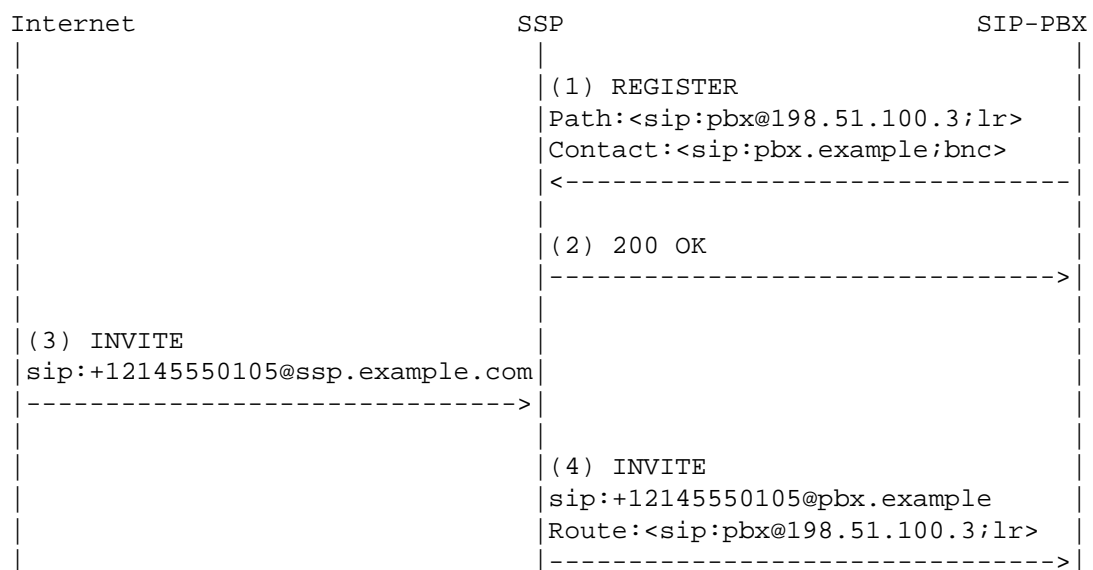 Internet SSP SIP-PBX
(1) REGISTER
Path:<sip:pbx@198.51.100.3;lr>
Contact:<sip:pbx.example;bnc>
(2) 200 OK
(3) INVITE
sip:+12145550105@ssp.example.com
(4) INVITE
sip:+12145550105@pbx.example
Route:<sip:pbx@198.51.100.3;lr>